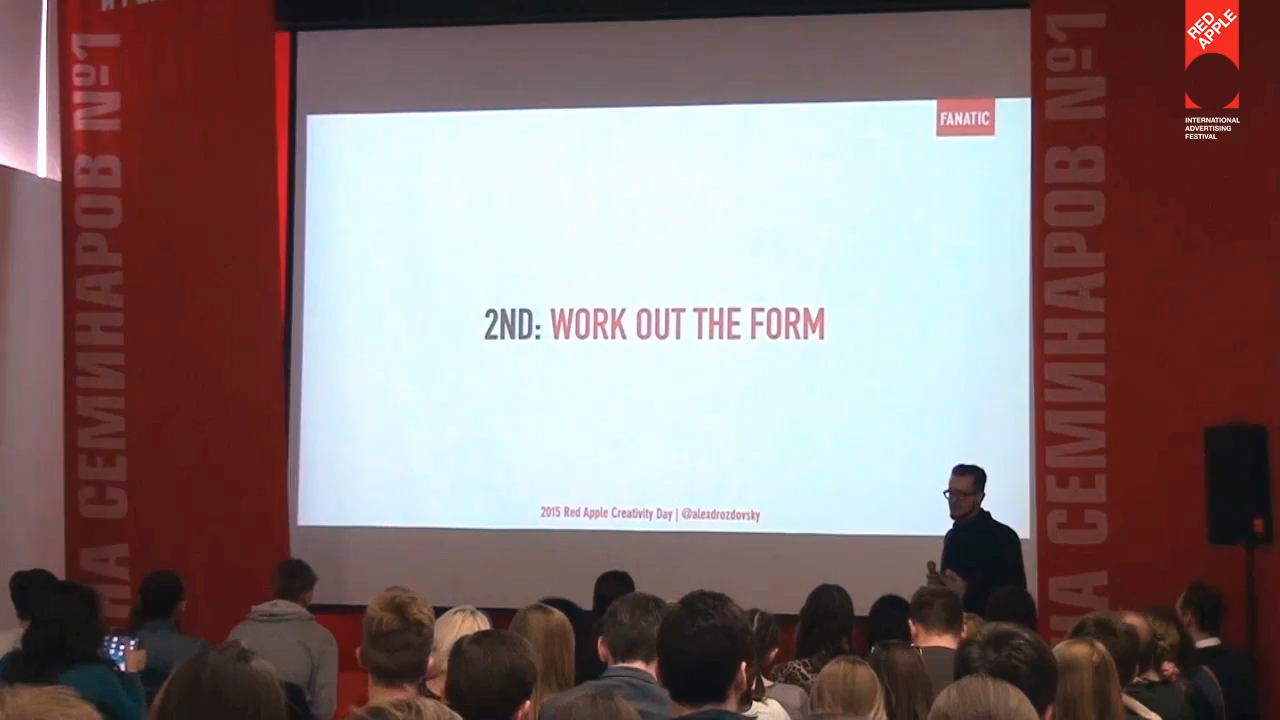 RED
APPLE
INTERNATIONAL
ADVERTISING
FESTIVAL
FANATIC
2ND: WORK OUT THE FORM
2015 Red Apple Creativity Day | @alexdrozdovsky
НА СЕМИНАРОВ №1
НА СЕМИНАРОВ №1